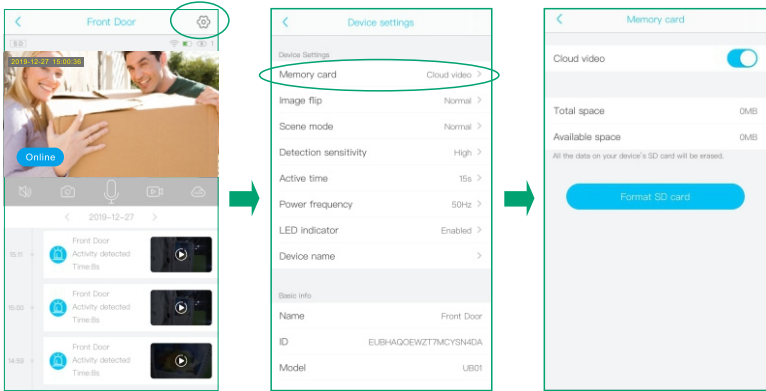 Front Door
5.0
1
2019-12-27 15:00:36
Online
2019-12-27
15:11
Front Door
Activity detected
Time:8s
15:00
Front Door
Activity detected
Time:8s
14:59
Front Door
Activity detected
Time:8s
Device settings
Device Settings
Memory card Cloud video
Image flip Normal
Scene mode Normal
Detection sensitivity High
Active time 15s
Power frequency 50Hz
LED indicator Enabled
Device name
Basic info
Name Front Door
ID EUBHAQOEWZT7MCYSN4DA
Model UB01
Memory card
Cloud video
Total space 0MB
Available space 0MB
All the data on your device's SD card will be erased.
Format SD card